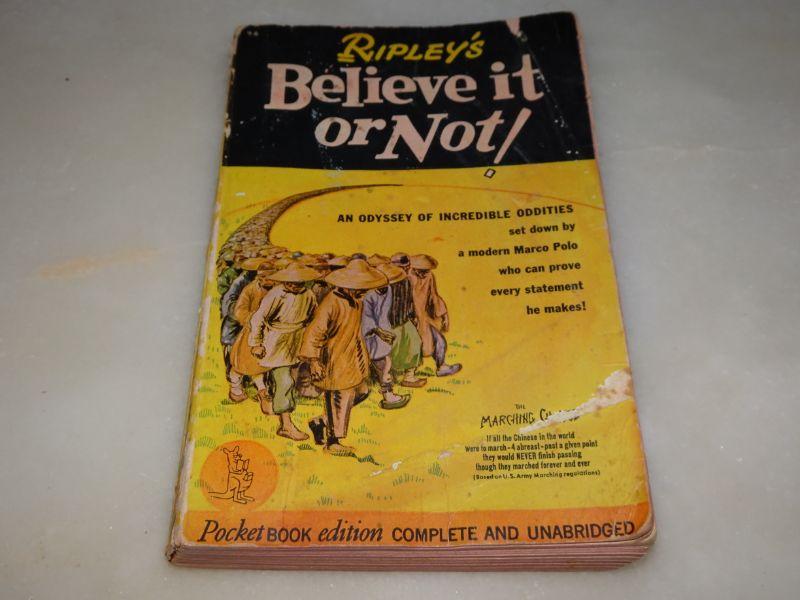 RIPLEY'S
Believe it
or Not!
AN ODYSSEY OF INCREDIBLE ODDITIES
set down by
a modern Marco Polo
who can prove
every statement
he makes!
THE
MARCHING
If all the Chinese in the world
were to march-4 abreast-past a given point
they would NEVER finish passing
though they marched forever and ever
(Based on U.S. Army Marching regulations)
Pocket BOOK edition COMPLETE AND UNABRIDGED